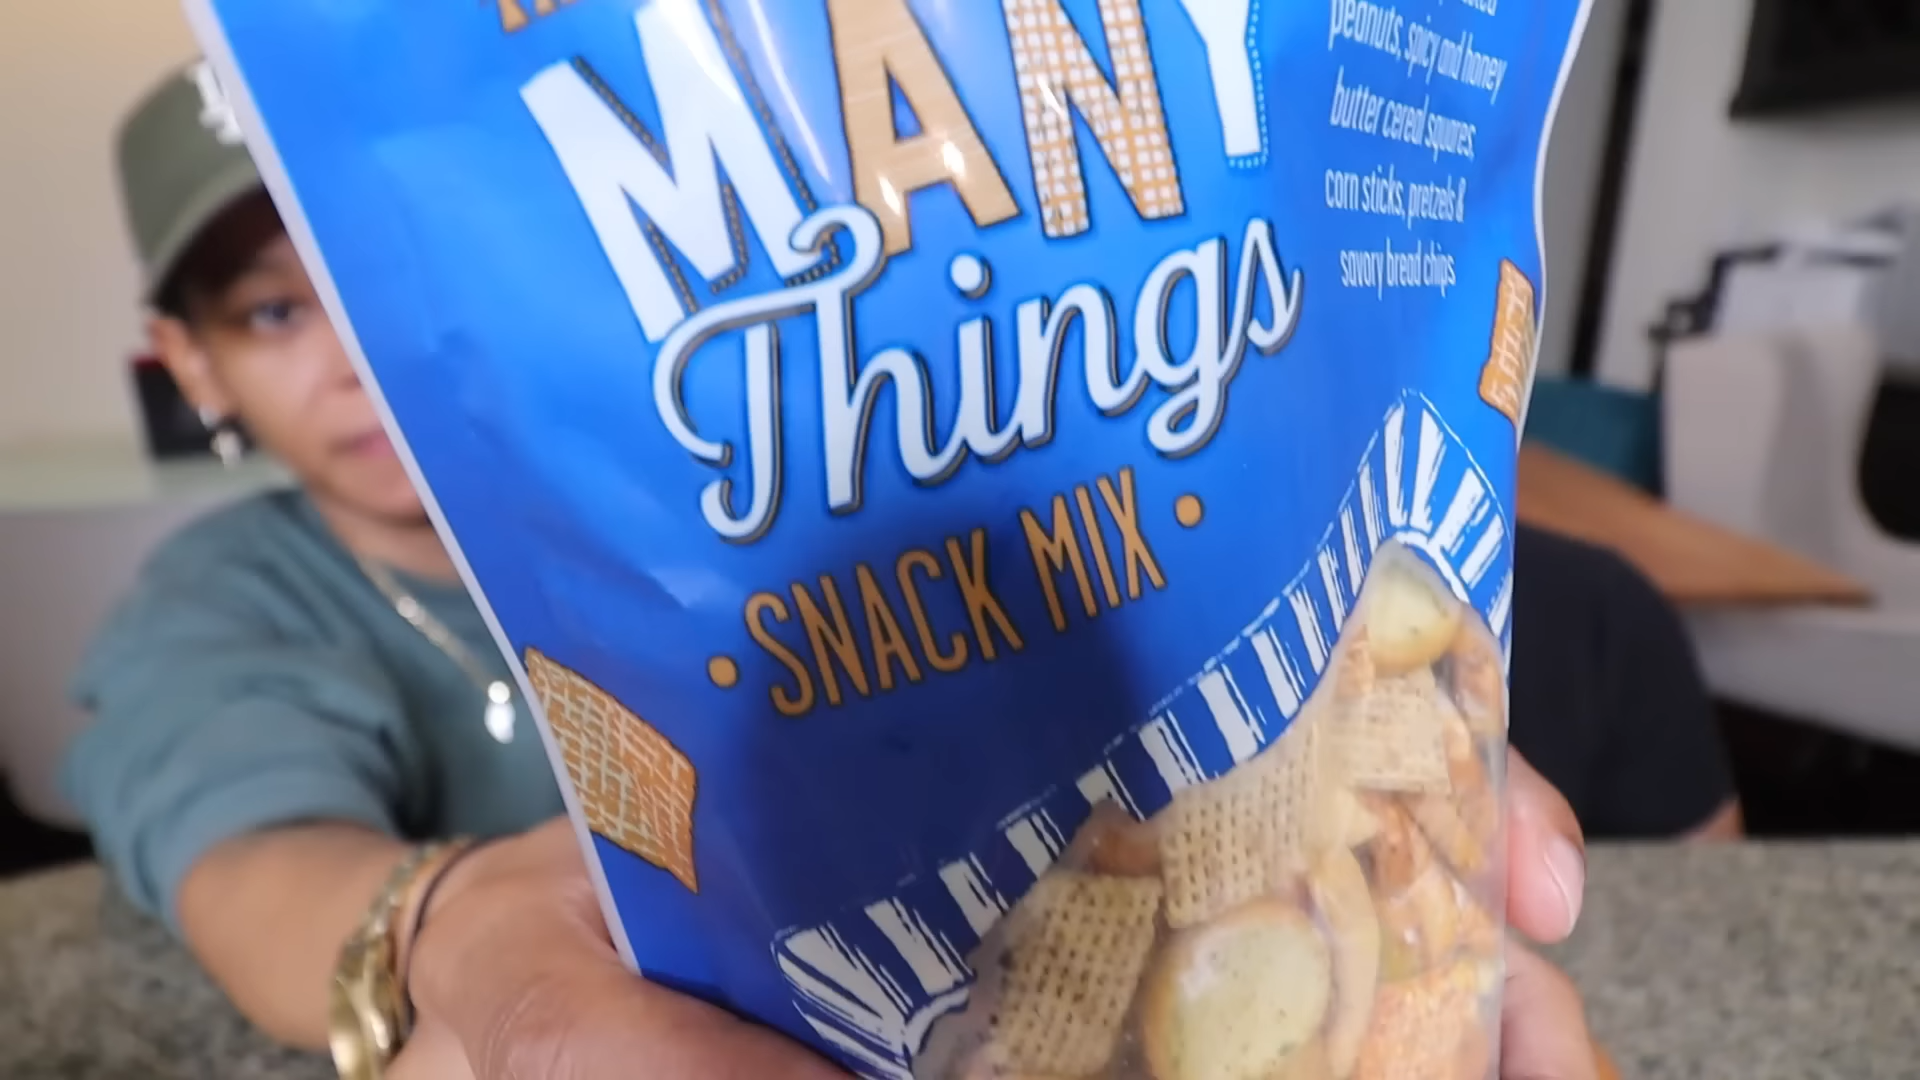 MANY
Things
• SNACK MIX •
peanuts, spicy and honey
butter cereal squares,
corn sticks, pretzels &
savory bread chips